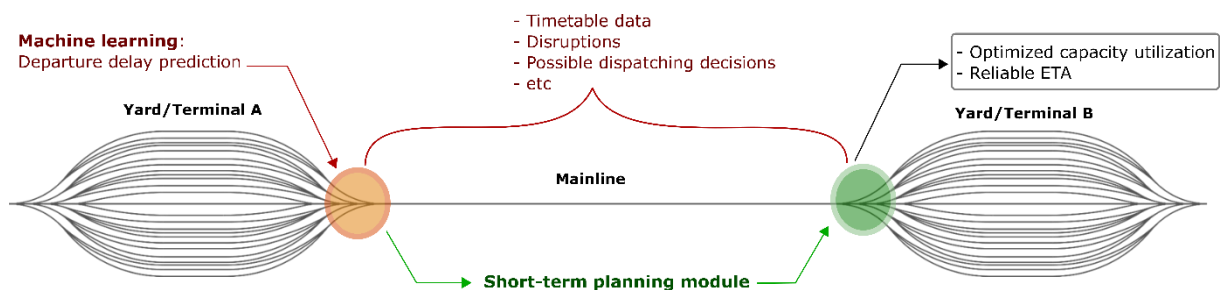 Machine learning:
Departure delay prediction
- Timetable data
- Disruptions
- Possible dispatching decisions
- etc
- Optimized capacity utilization
- Reliable ETA
Yard/Terminal A
Yard/Terminal B
Mainline
Short-term planning module